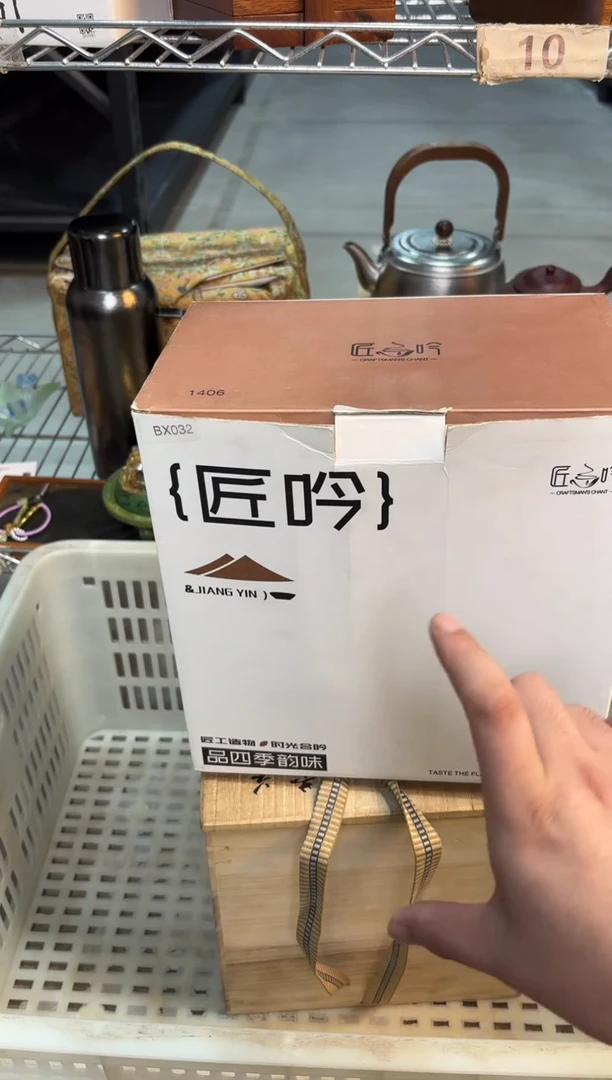 10
匠吟
— CRAFTSMAN'S CHANT —
1406
BX032
{匠吟}
匠吟
— CRAFTSMAN'S CHANT —
&JIANG YIN )
匠工造物 时光合吟
品四季韵味
TASTE THE